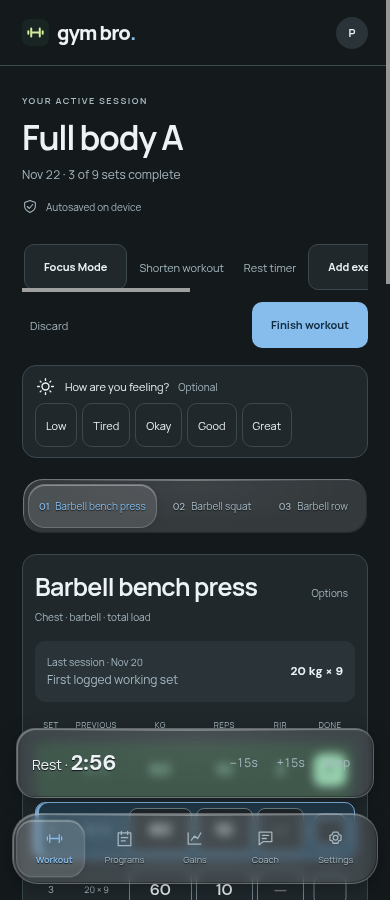 gym bro.
P
YOUR ACTIVE SESSION
Full body A
Nov 22 · 3 of 9 sets complete
Autosaved on device
Focus Mode Shorten workout Rest timer Add exe
Discard Finish workout
How are you feeling? Optional
Low Tired Okay Good Great
01 Barbell bench press 02 Barbell squat 03 Barbell row
Barbell bench press Options
Chest · barbell · total load
Last session · Nov 20
First logged working set
20 kg × 9
SET PREVIOUS KG REPS RIR DONE
Rest · 2:56 −15s +15s
Workout Programs Gains Coach Settings
3 20 × 9 60 10 —